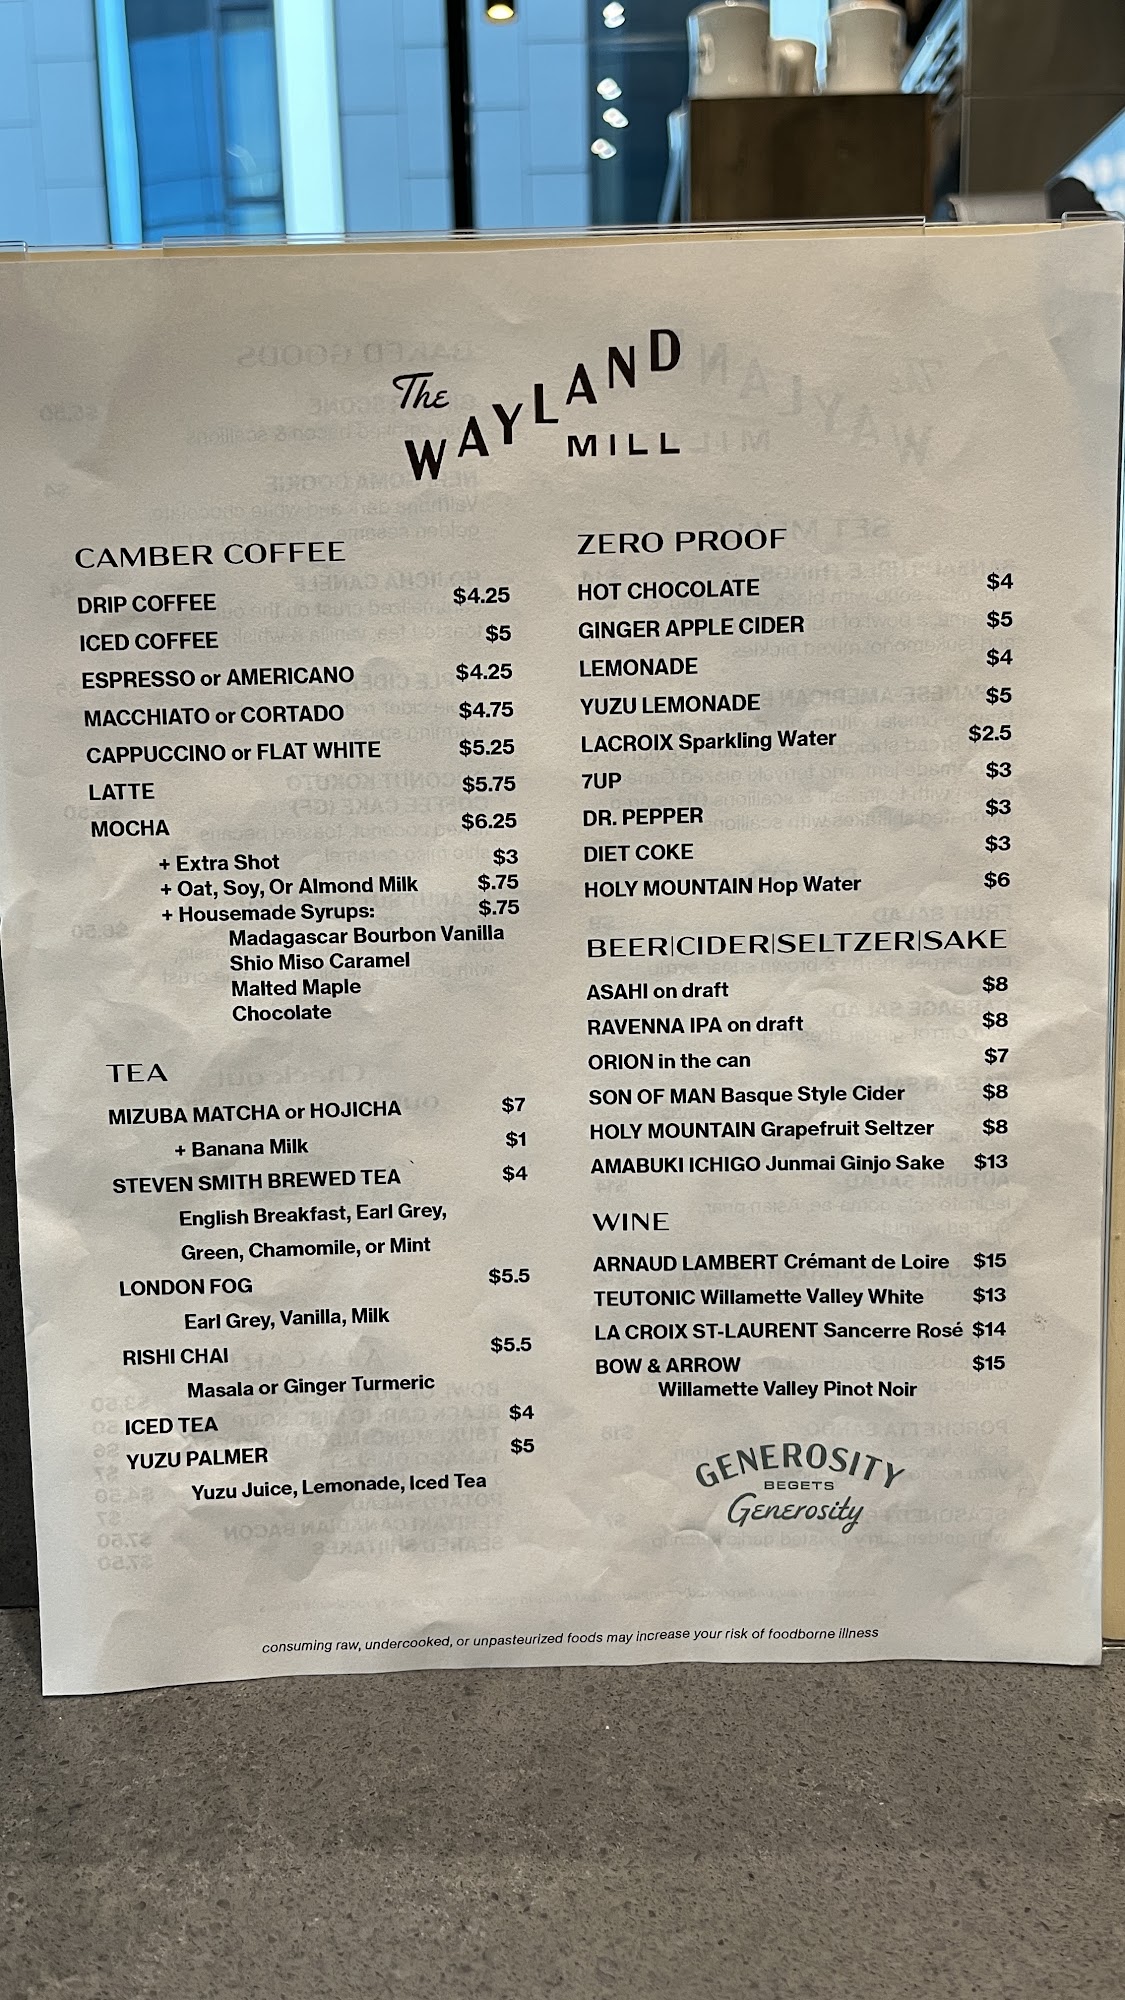 The
WAYLAND
MILL
CAMBER COFFEE
DRIP COFFEE $4.25
ICED COFFEE $5
ESPRESSO or AMERICANO $4.25
MACCHIATO or CORTADO $4.75
CAPPUCCINO or FLAT WHITE $5.25
LATTE $5.75
MOCHA $6.25
+ Extra Shot $3
+ Oat, Soy, Or Almond Milk $.75
+ Housemade Syrups: $.75
Madagascar Bourbon Vanilla
Shio Miso Caramel
Malted Maple
Chocolate
TEA
MIZUBA MATCHA or HOJICHA $7
+ Banana Milk $1
STEVEN SMITH BREWED TEA $4
English Breakfast, Earl Grey,
Green, Chamomile, or Mint
LONDON FOG $5.5
Earl Grey, Vanilla, Milk
RISHI CHAI $5.5
Masala or Ginger Turmeric
ICED TEA $4
YUZU PALMER $5
Yuzu Juice, Lemonade, Iced Tea
ZERO PROOF
HOT CHOCOLATE $4
GINGER APPLE CIDER $5
LEMONADE $4
YUZU LEMONADE $5
LACROIX Sparkling Water $2.5
7UP $3
DR. PEPPER $3
DIET COKE $3
HOLY MOUNTAIN Hop Water $6
BEER|CIDER|SELTZER|SAKE
ASAHI on draft $8
RAVENNA IPA on draft $8
ORION in the can $7
SON OF MAN Basque Style Cider $8
HOLY MOUNTAIN Grapefruit Seltzer $8
AMABUKI ICHIGO Junmai Ginjo Sake $13
WINE
ARNAUD LAMBERT Crémant de Loire $15
TEUTONIC Willamette Valley White $13
LA CROIX ST-LAURENT Sancerre Rosé $14
BOW & ARROW $15
Willamette Valley Pinot Noir
GENEROSITY
BEGETS
Generosity
consuming raw, undercooked, or unpasteurized foods may increase your risk of foodborne illness